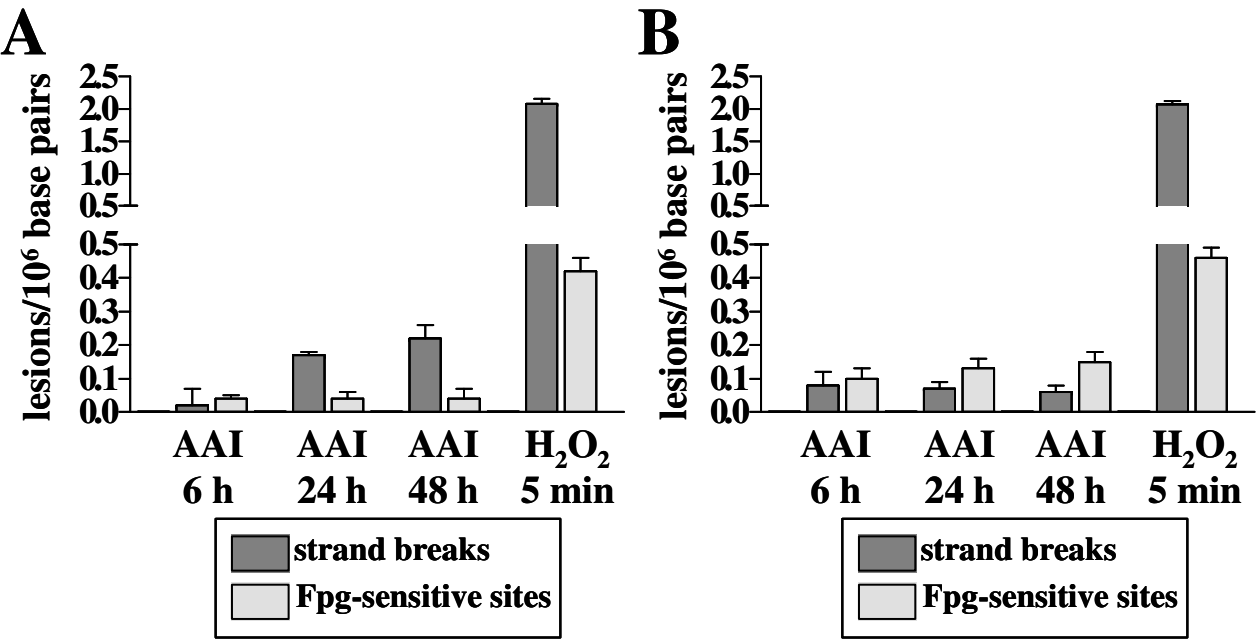 A
B
lesions/10⁶ base pairs
2.5
2.0
1.5
1.0
0.5
0.5
0.4
0.3
0.2
0.1
0.0
AAI AAI AAI H₂O₂
6 h 24 h 48 h 5 min
strand breaks
Fpg-sensitive sites
lesions/10⁶ base pairs
2.5
2.0
1.5
1.0
0.5
0.5
0.4
0.3
0.2
0.1
0.0
AAI AAI AAI H₂O₂
6 h 24 h 48 h 5 min
strand breaks
Fpg-sensitive sites